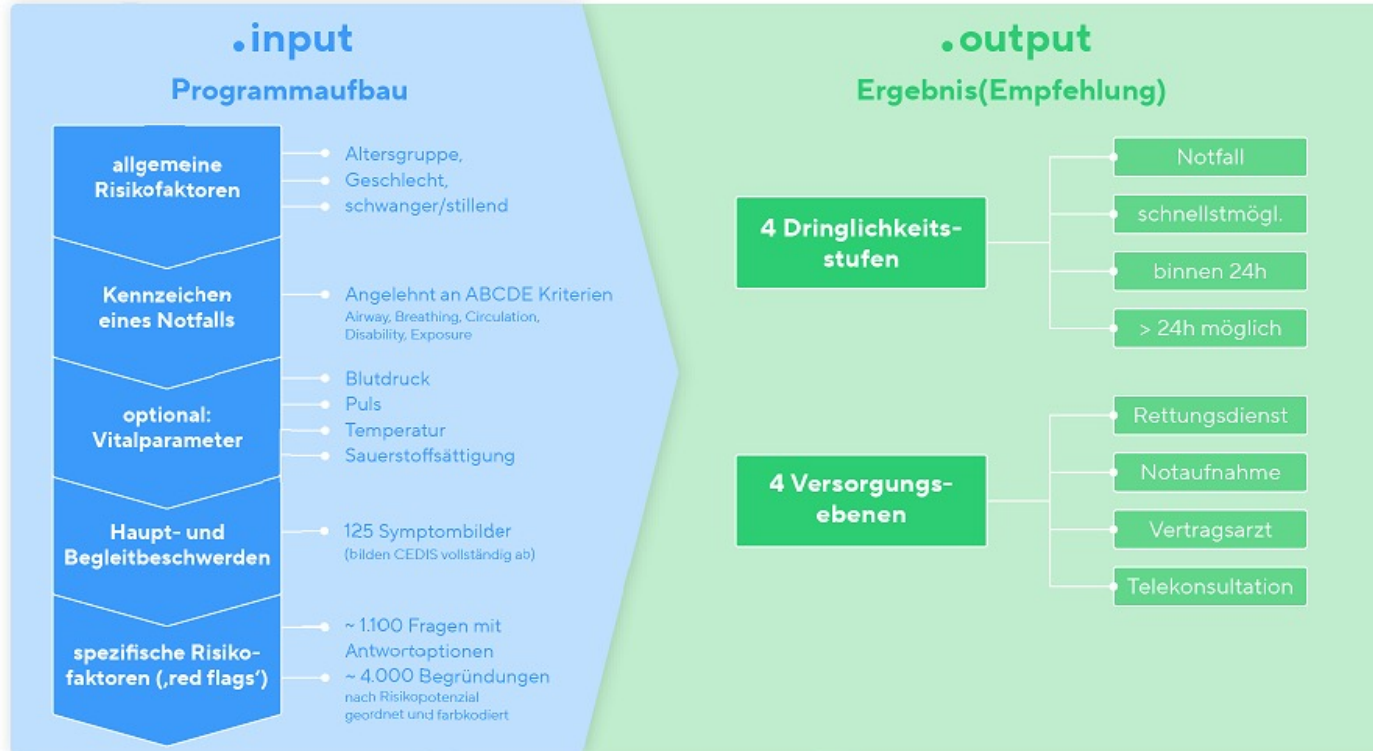 .input
Programmaufbau
allgemeine
Risikofaktoren
Altersgruppe,
Geschlecht,
schwanger/stillend
Kennzeichen
eines Notfalls
Angelehnt an ABCDE Kriterien
Airway, Breathing, Circulation,
Disability, Exposure
optional:
Vitalparameter
Blutdruck
Puls
Temperatur
Sauerstoffsättigung
Haupt- und
Begleitbeschwerden
125 Symptombilder
(bilden CEDIS vollständig ab)
spezifische Risiko-
faktoren (‚red flags‘)
~ 1.100 Fragen mit
Antwortoptionen
~ 4.000 Begründungen
nach Risikopotenzial
geordnet und farbkodiert
.output
Ergebnis(Empfehlung)
4 Dringlichkeits-
stufen
Notfall
schnellstmögl.
binnen 24h
> 24h möglich
4 Versorgungs-
ebenen
Rettungsdienst
Notaufnahme
Vertragsarzt
Telekonsultation